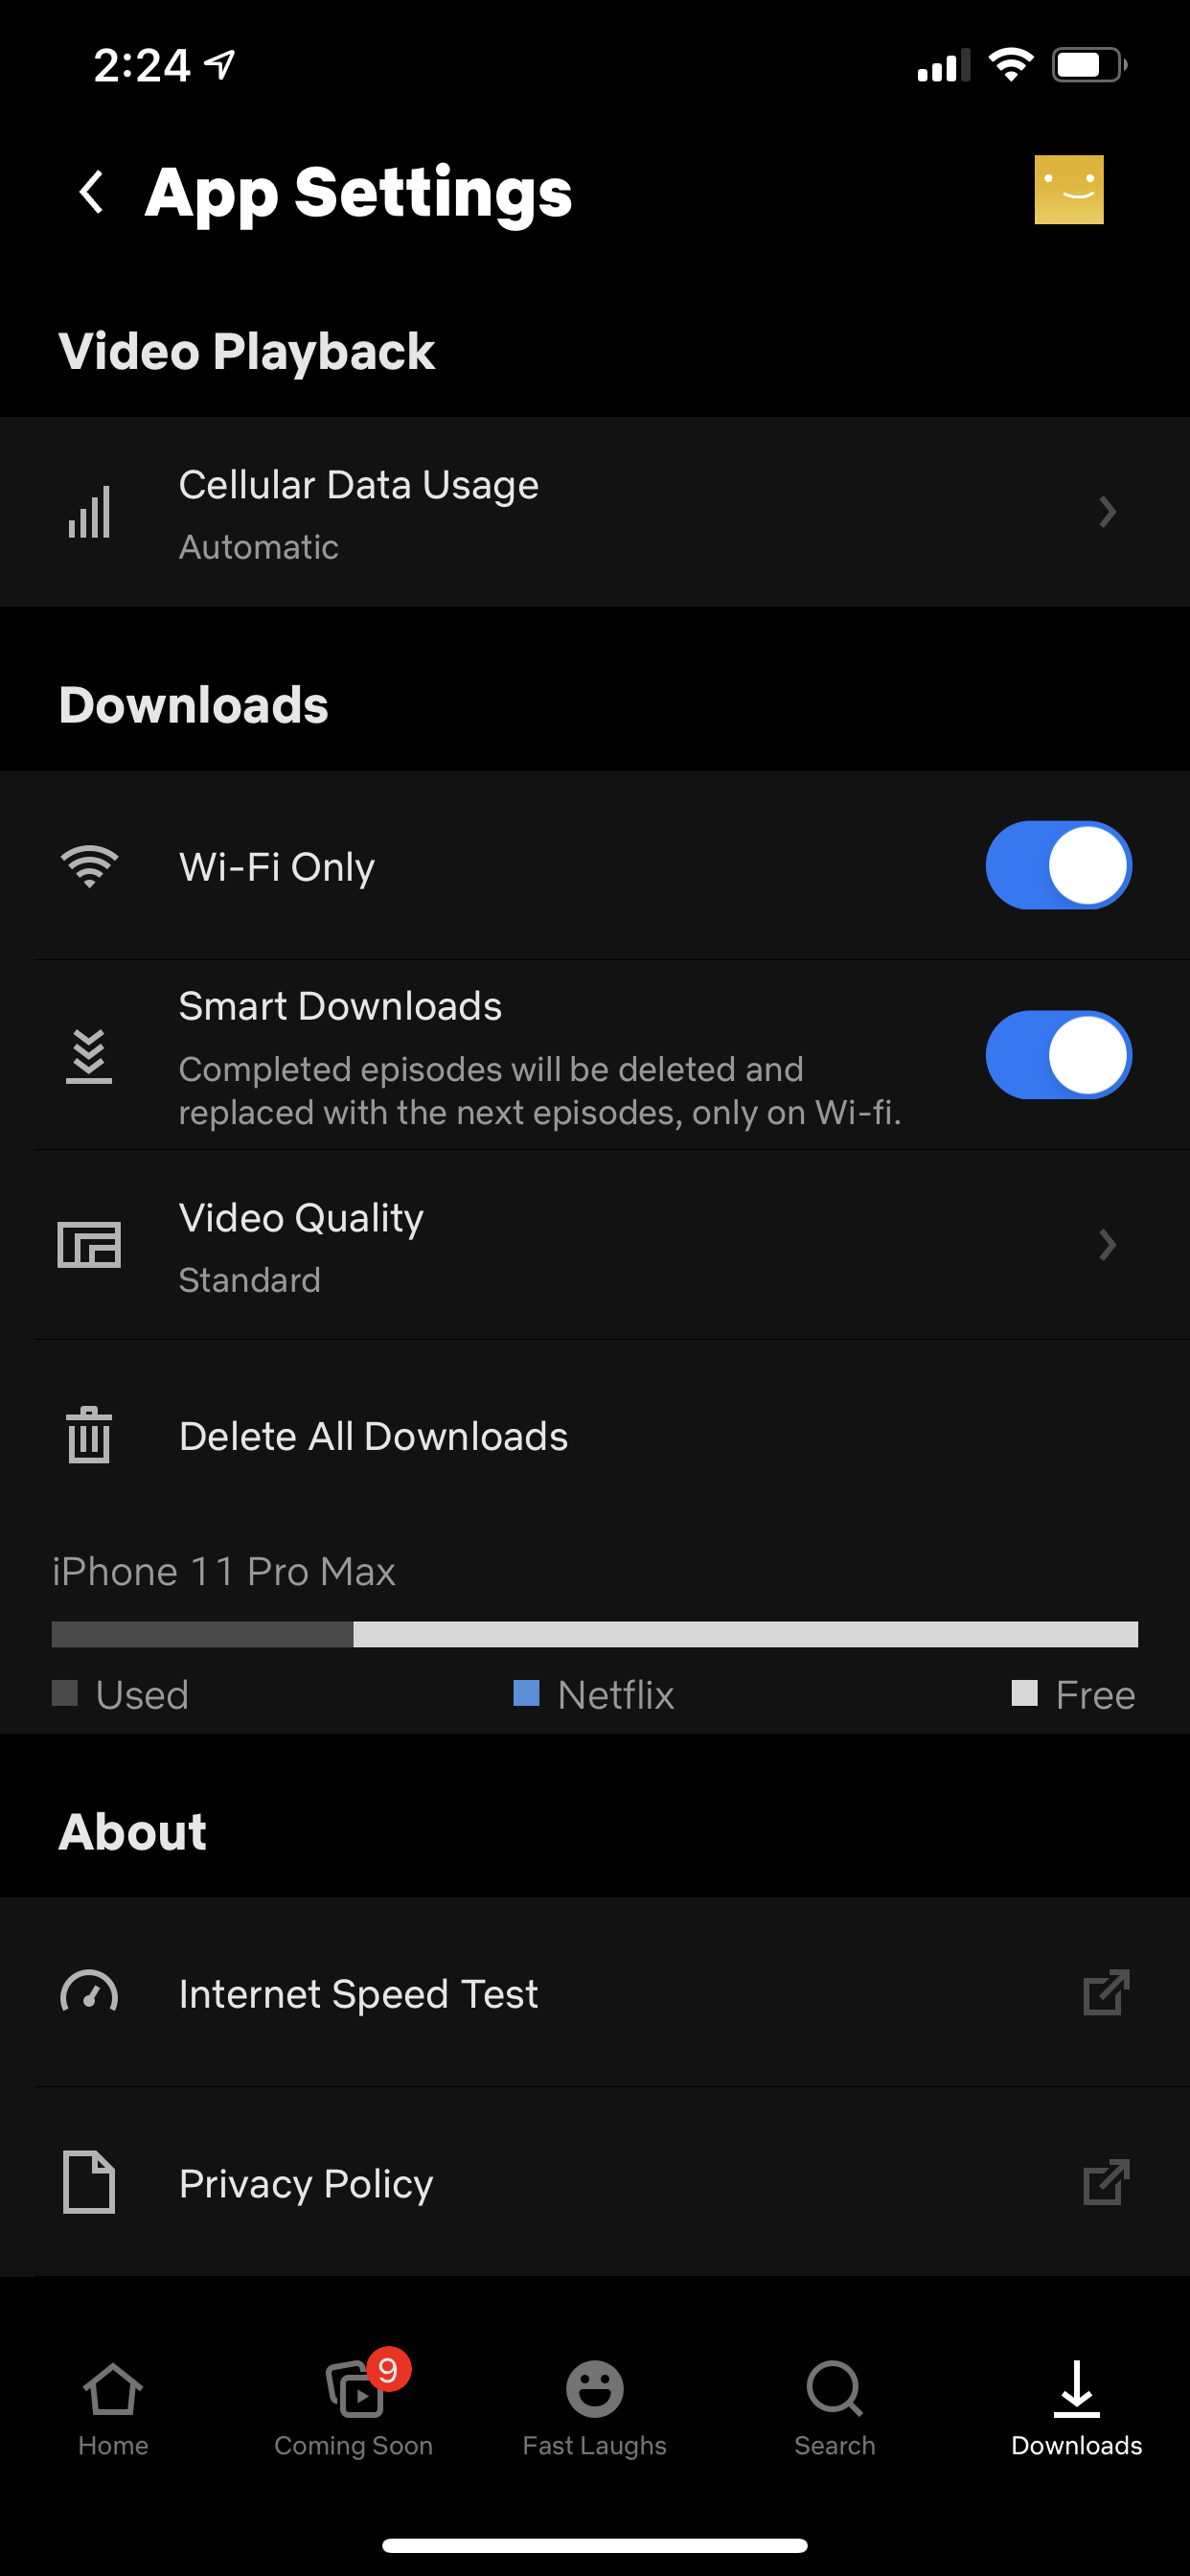 2:24
App Settings
Video Playback
Cellular Data Usage
Automatic
Downloads
Wi-Fi Only
Smart Downloads
Completed episodes will be deleted and
replaced with the next episodes, only on Wi-fi.
Video Quality
Standard
Delete All Downloads
iPhone 11 Pro Max
Used Netflix Free
About
Internet Speed Test
Privacy Policy
9
Home Coming Soon Fast Laughs Search Downloads